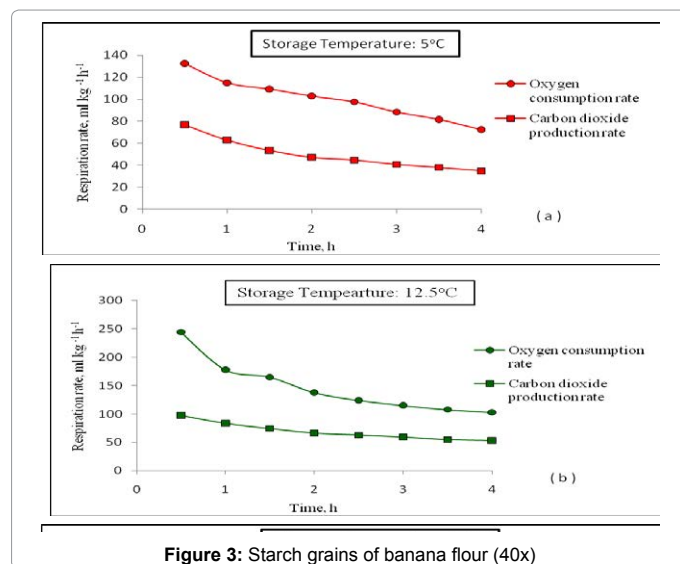 Storage Temperature: 5°C
140
120
100
80
60
40
20
0
Respiration rate, ml kg -1h-1
0
1
2
3
4
Time, h
Oxygen
consumption rate
Carbon dioxide
production rate
( a )
Storage Tempearture: 12.5°C
300
250
200
150
100
50
0
Respiration rate, ml kg -1h-1
0
1
2
3
4
Time, h
Oxygen consumption
rate
Carbon dioxide
production rate
( b )
Figure 3: Starch grains of banana flour (40x)